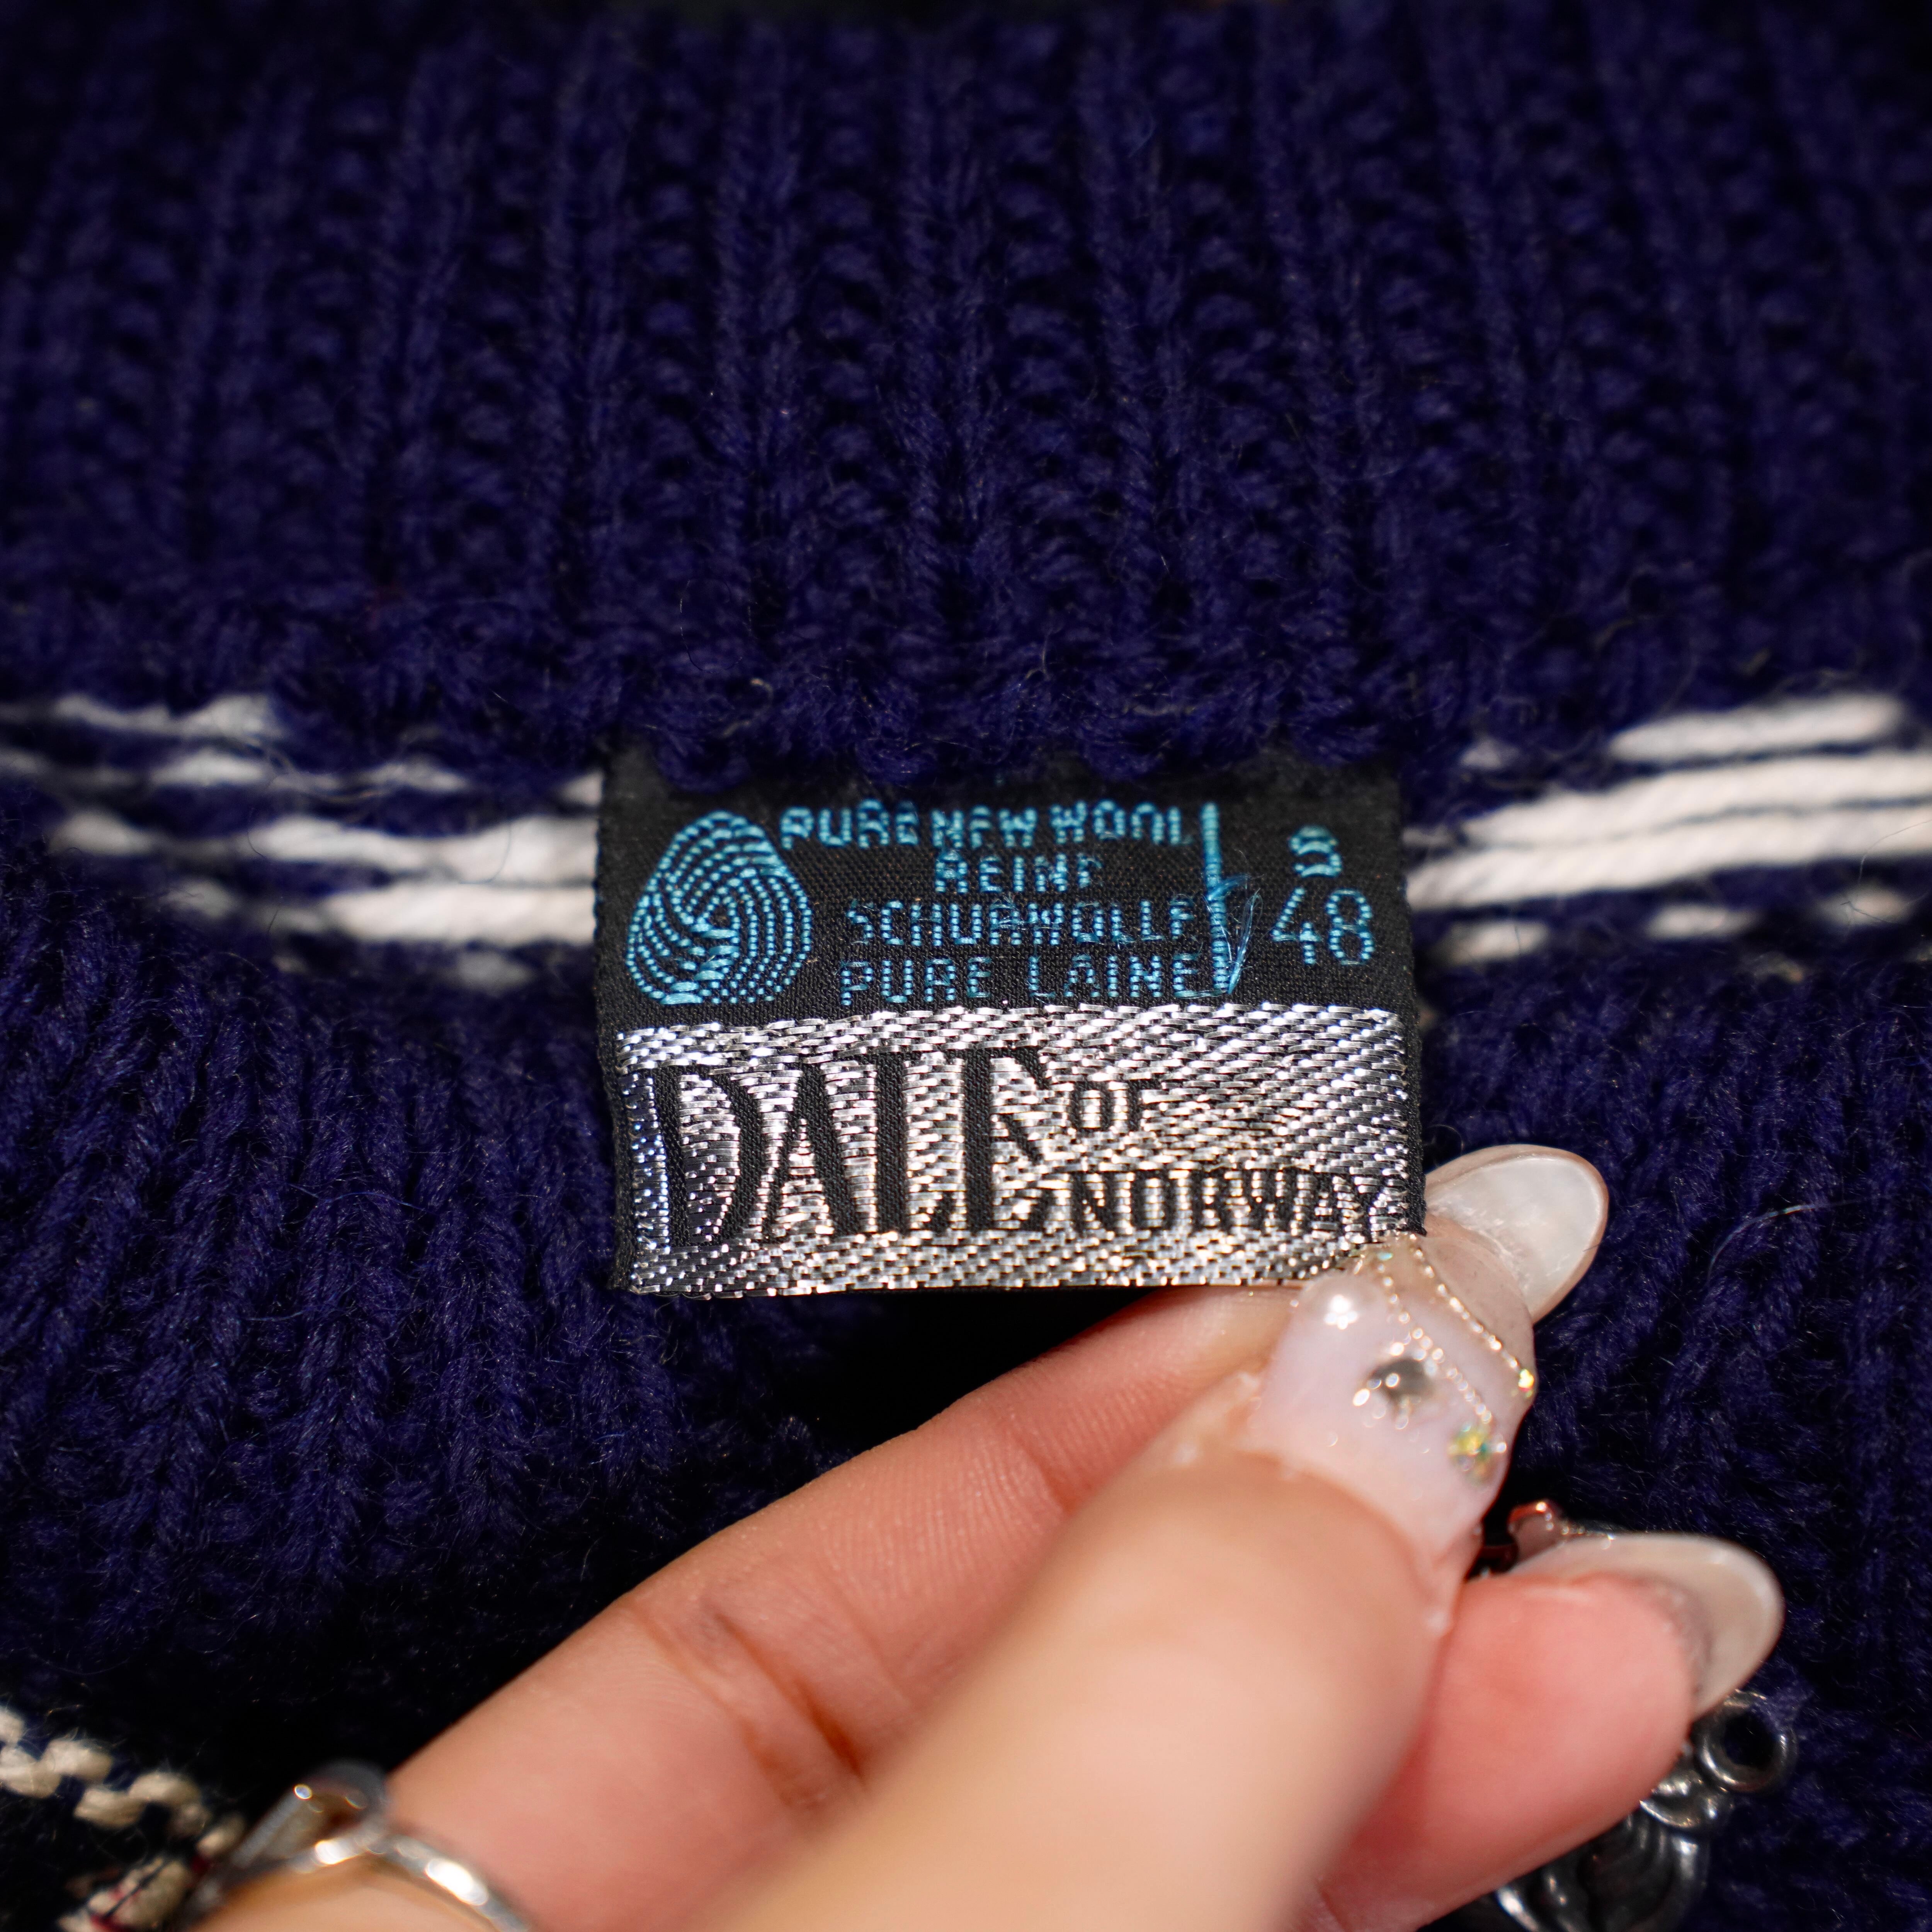 PURE NEW WOOL
REINE
SCHURWOLLE
PURE LAINE
S
48
DALE OF
NORWAY